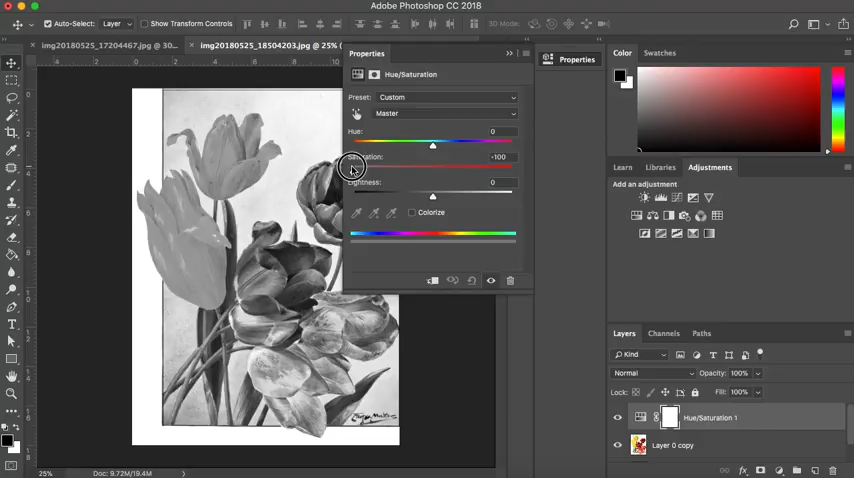 Adobe Photoshop CC 2018
Auto-Select: Layer Show Transform Controls 3D Mode:
× img20180525_17204467.jpg @ 30... × img20180525_18504203.jpg @ 25% (
Properties
Hue/Saturation
Preset: Custom
Master
Hue: 0
Saturation: -100
Lightness: 0
Colorize
Properties
Color Swatches
Learn Libraries Adjustments
Add an adjustment
Layers Channels Paths
Kind
Normal Opacity: 100%
Lock: Fill: 100%
Hue/Saturation 1
Layer 0 copy
25% Doc: 9.72M/19.4M